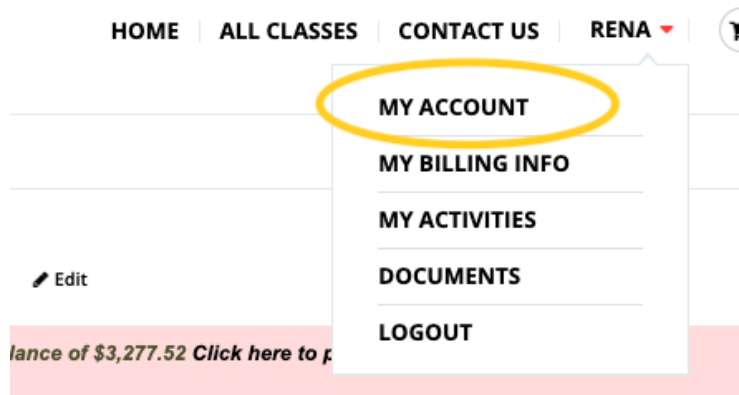 HOME ALL CLASSES CONTACT US RENA
MY ACCOUNT
MY BILLING INFO
MY ACTIVITIES
Edit
DOCUMENTS
LOGOUT
of $3,277.52 Click here to